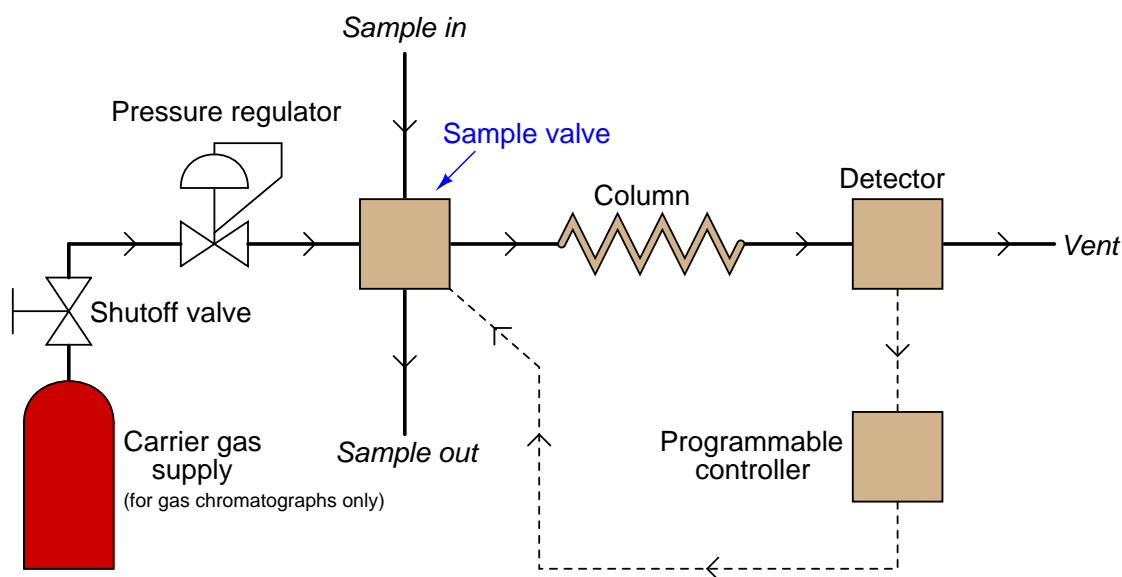 Sample in
Pressure regulator
Sample valve
Column
Detector
Vent
Shutoff valve
Carrier gas
supply
(for gas chromatographs only)
Sample out
Programmable
controller